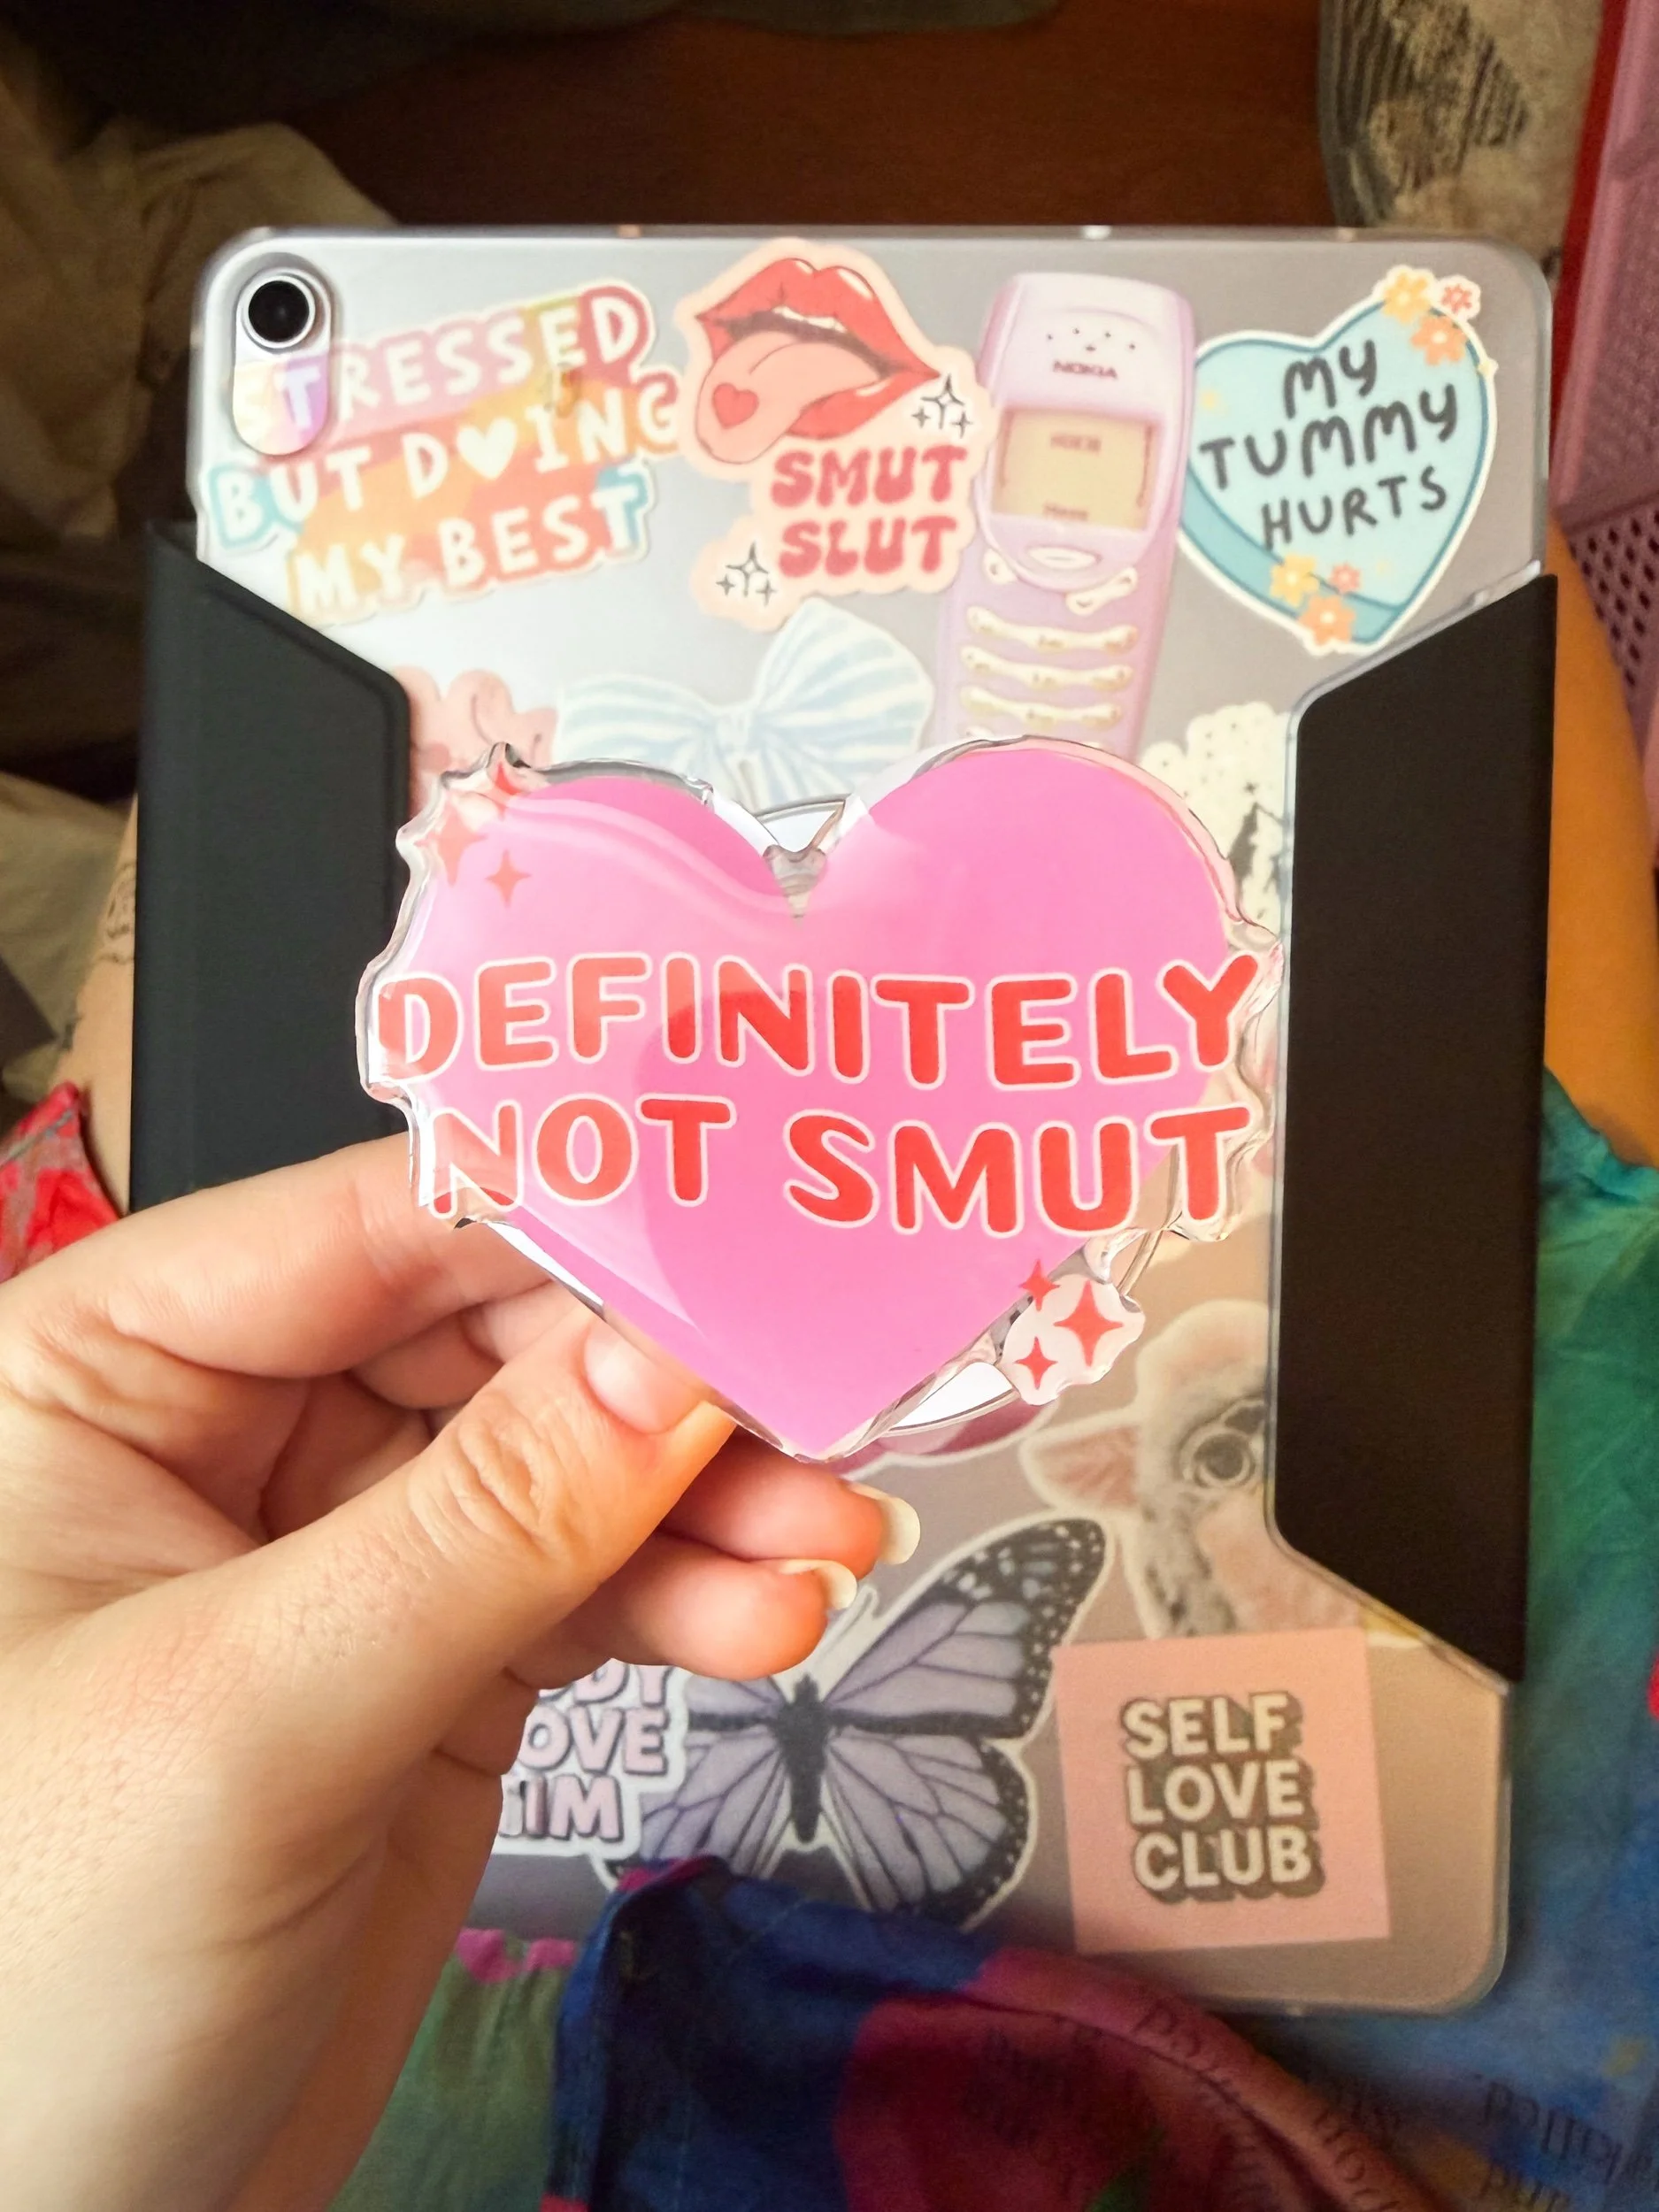 STRESSED
BUT DOING
MY BEST
SMUT
SLUT
NOKIA
MY
TUMMY
HURTS
DEFINITELY
NOT SMUT
SELF
LOVE
CLUB